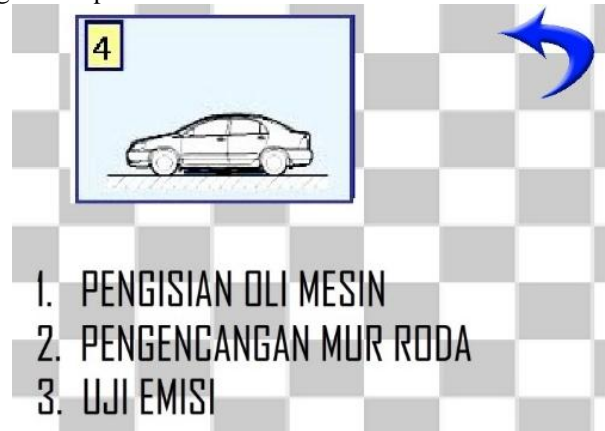 4
1. PENGISIAN OLI MESIN
2. PENGENCANGAN MUR RODA
3. UJI EMISI